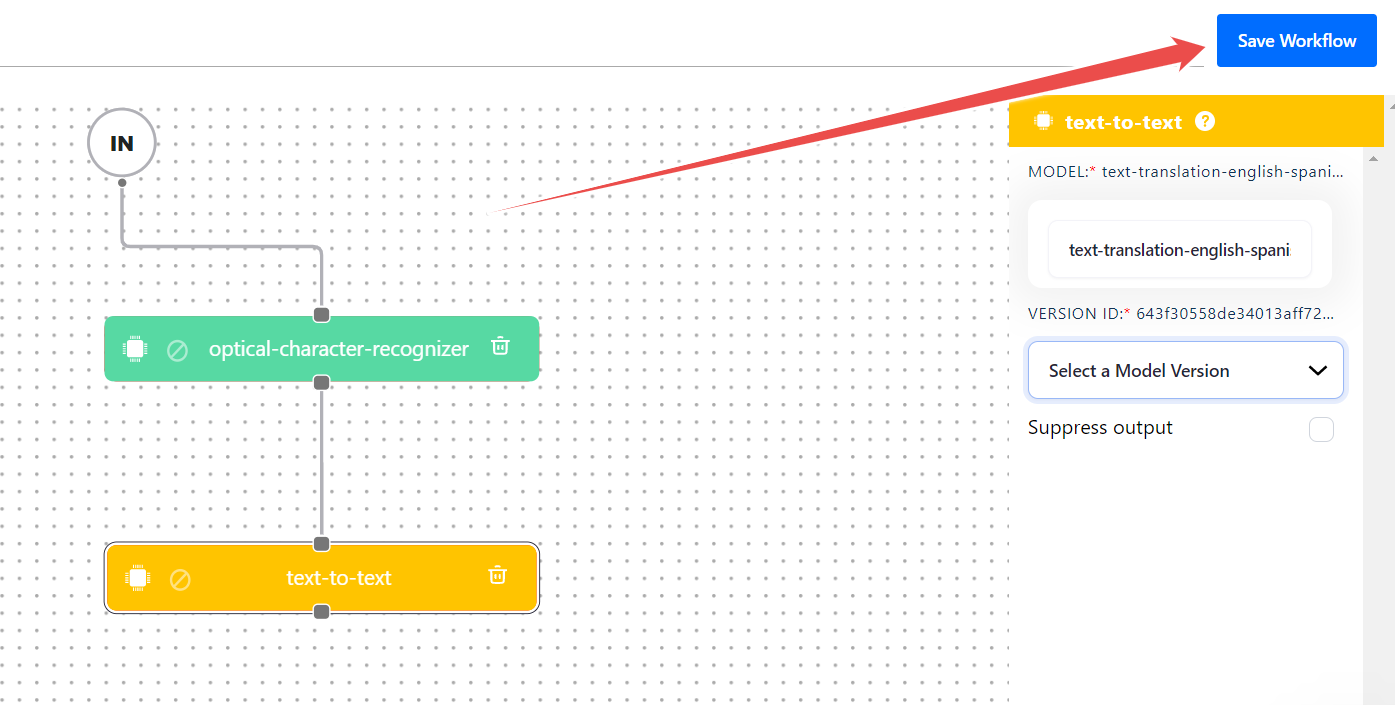 Save Workflow
IN
text-to-text ?
MODEL:* text-translation-english-spani...
text-translation-english-spani
VERSION ID:* 643f30558de34013aff72...
optical-character-recognizer
Select a Model Version
Suppress output
text-to-text